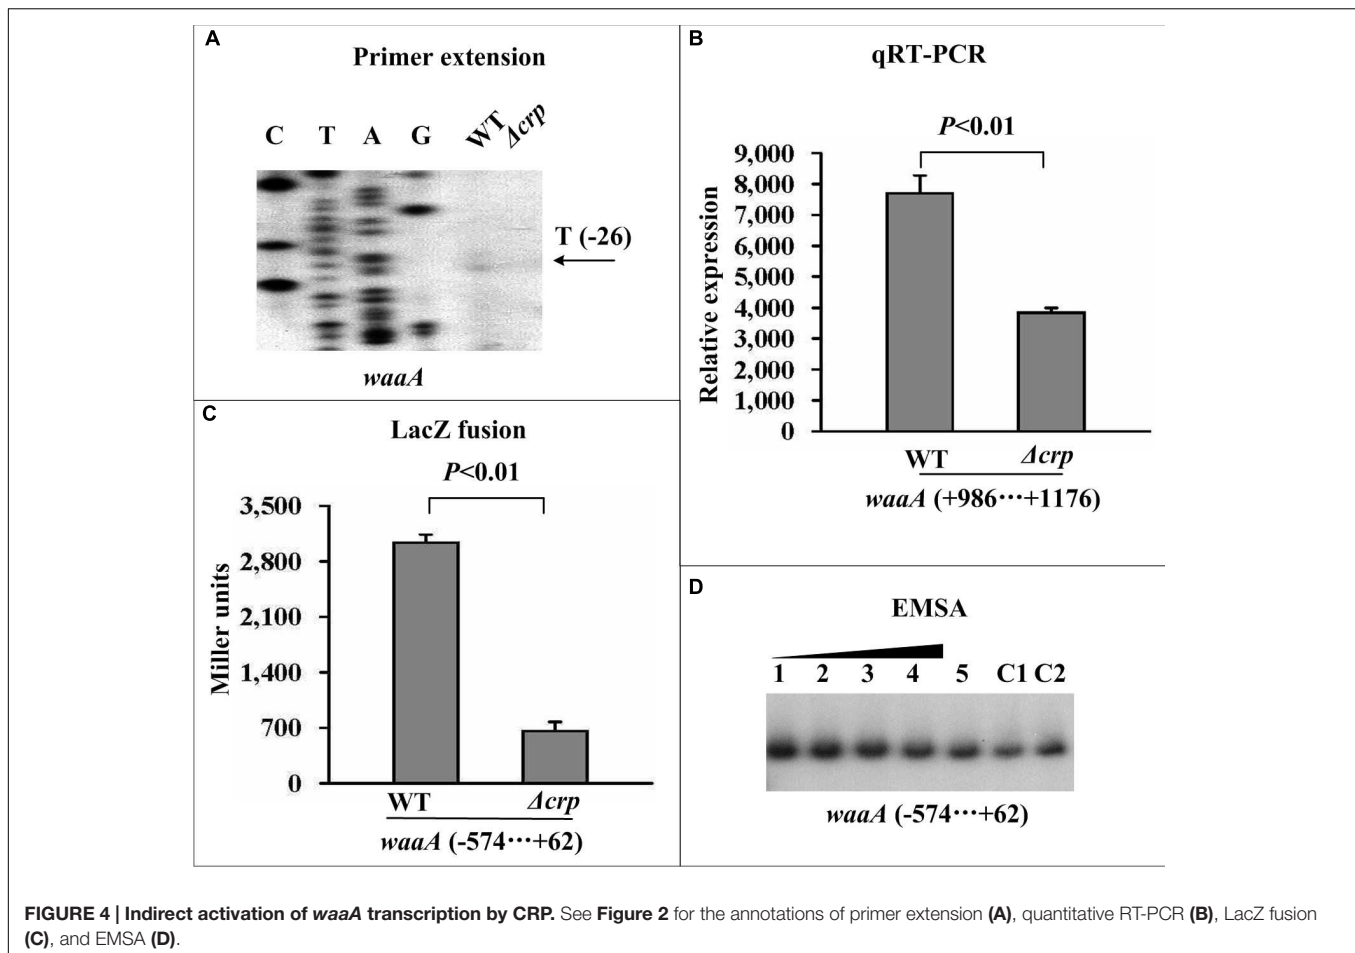 A
Primer extension
C T A G WT Δcrp
T (-26)
waaA
B
qRT-PCR
P<0.01
9,000
8,000
7,000
6,000
5,000
4,000
3,000
2,000
1,000
0
Relative expression
WT Δcrp
waaA (+986···+1176)
C
LacZ fusion
P<0.01
3,500
2,800
2,100
1,400
700
0
Miller units
WT Δcrp
waaA (-574···+62)
D
EMSA
1 2 3 4 5 C1 C2
waaA (-574···+62)
FIGURE 4 | Indirect activation of waaA transcription by CRP. See Figure 2 for the annotations of primer extension (A), quantitative RT-PCR (B), LacZ fusion
(C), and EMSA (D).